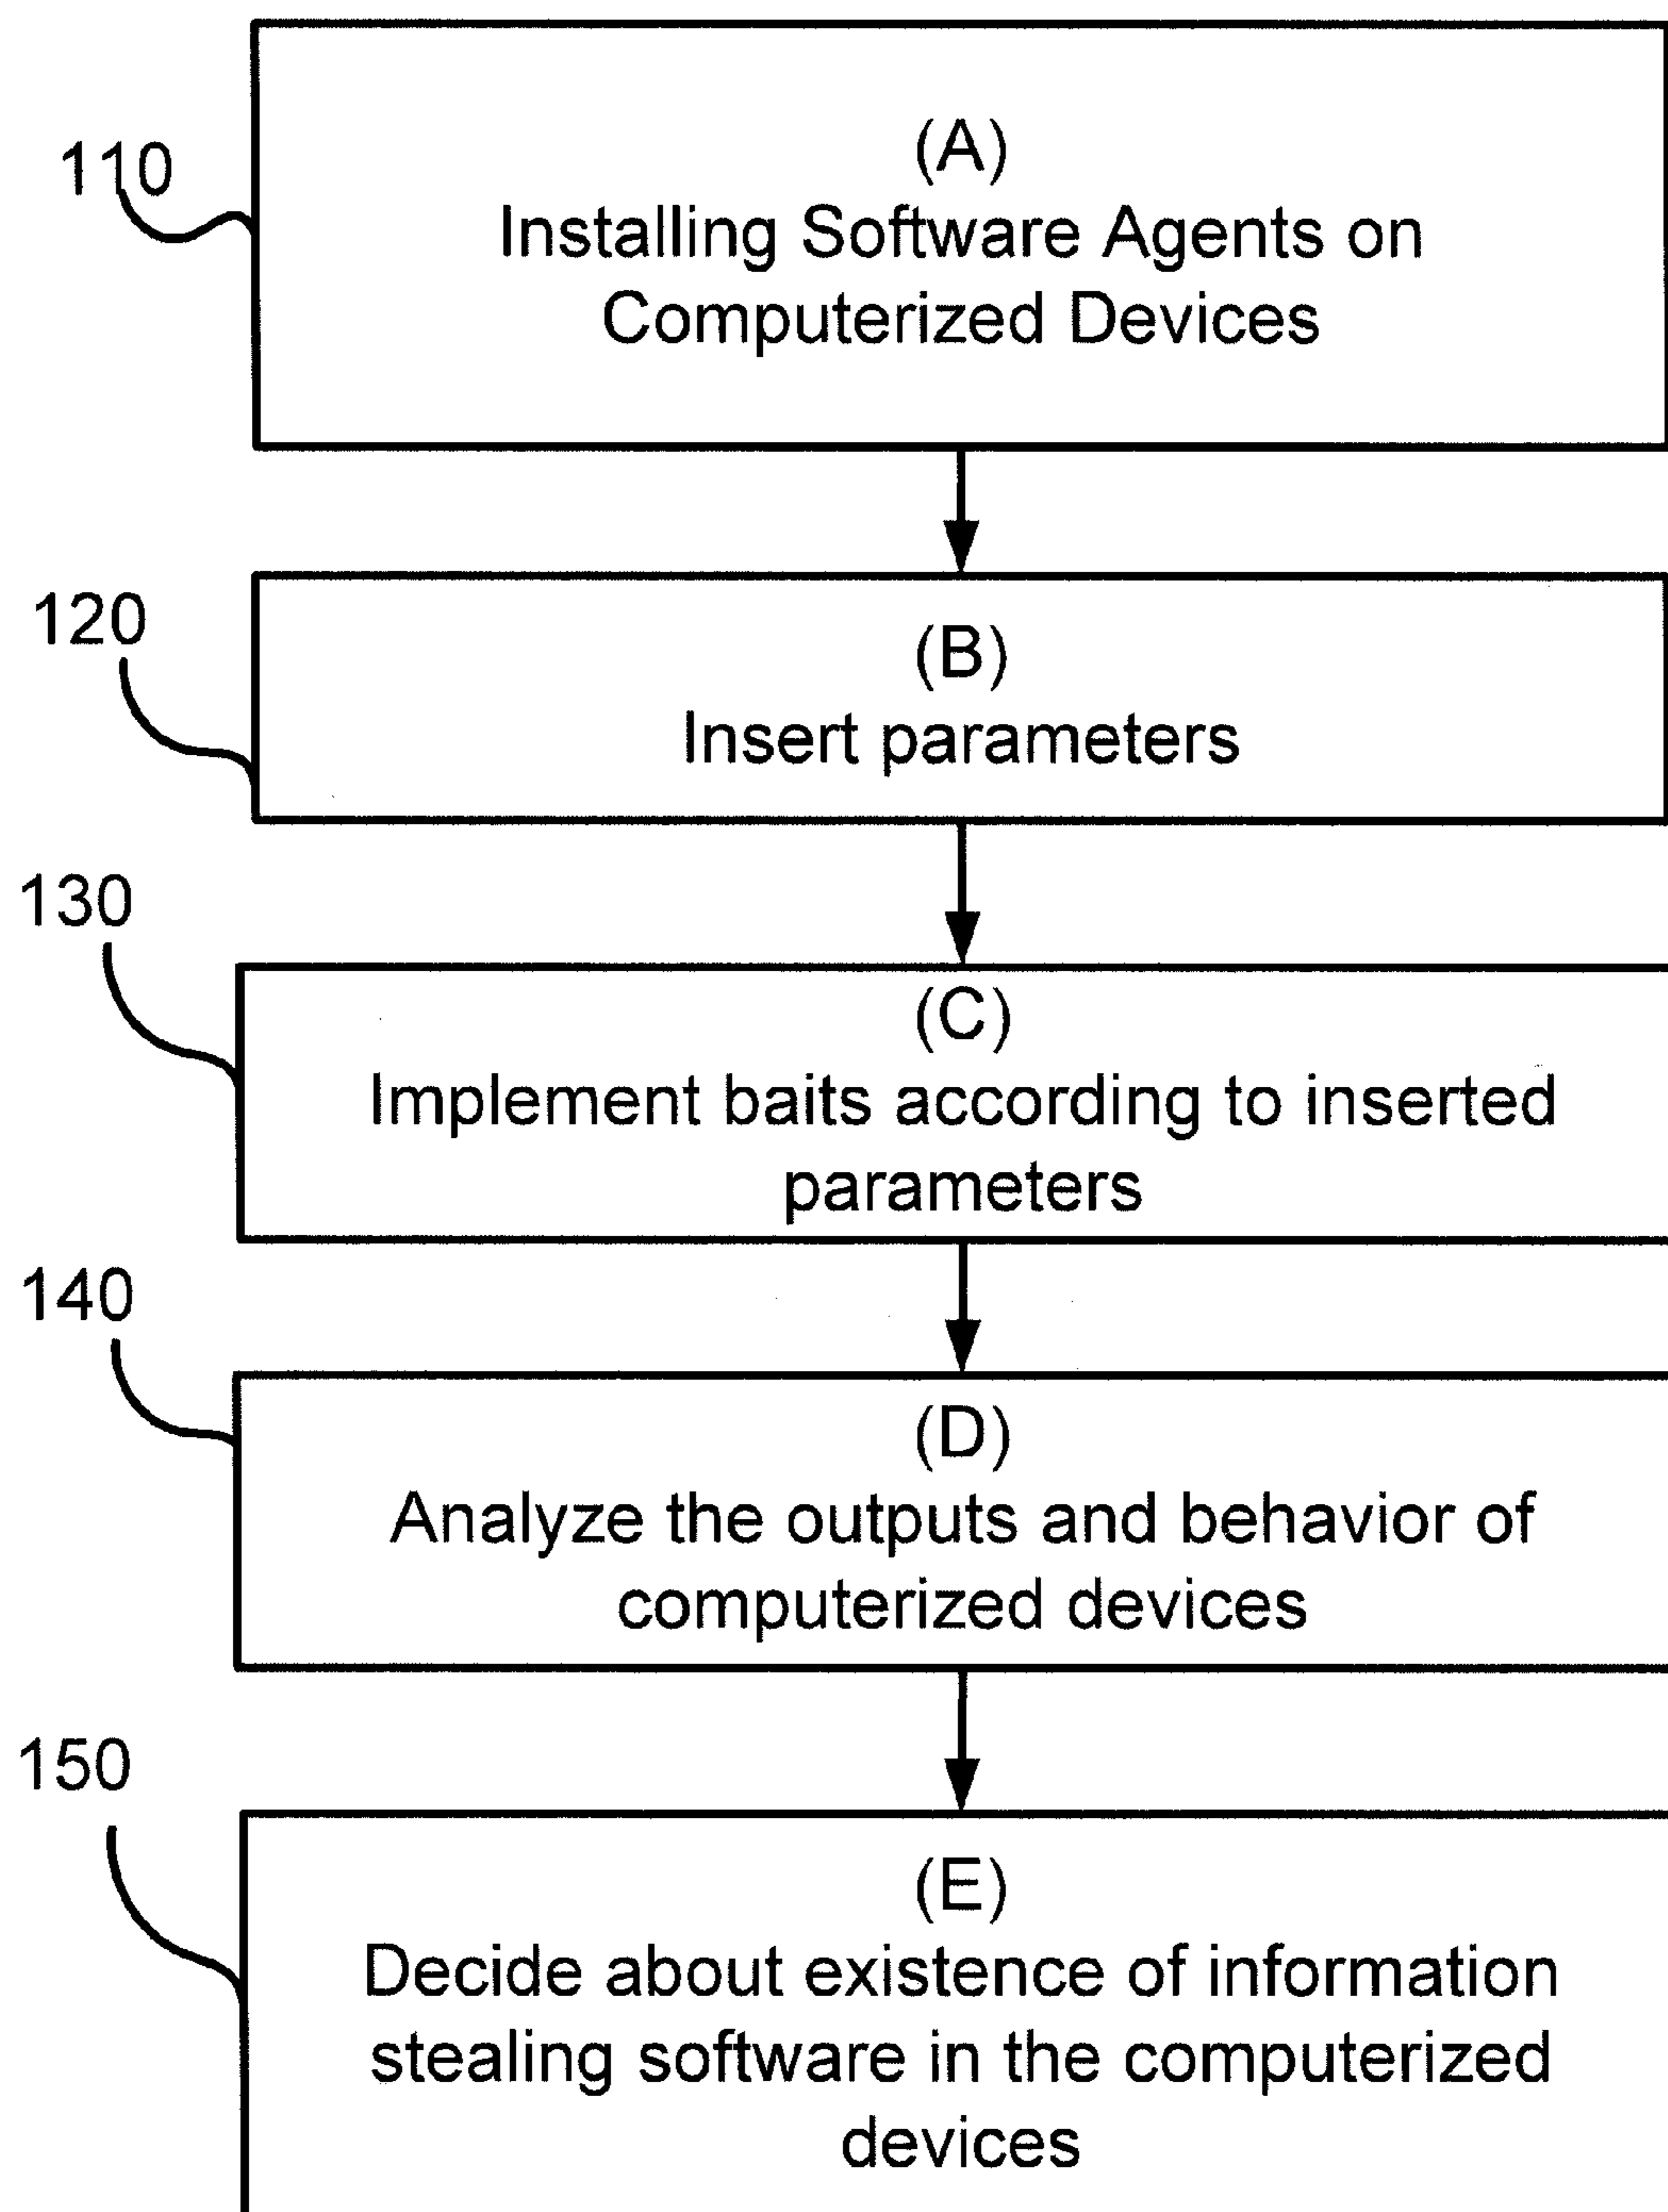 110
(A)
Installing Software Agents on
Computerized Devices
120
(B)
Insert parameters
130
(C)
Implement baits according to inserted
parameters
140
(D)
Analyze the outputs and behavior of
computerized devices
150
(E)
Decide about existence of information
stealing software in the computerized
devices